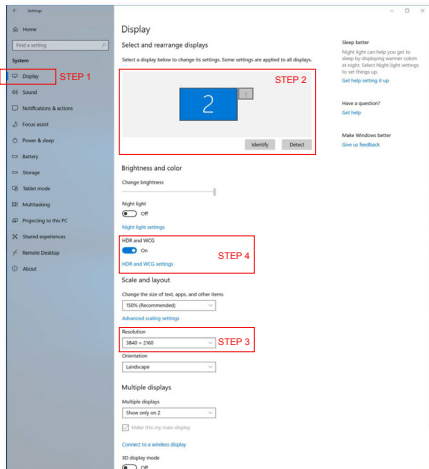 Settings
Home
Find a setting
System
Display
STEP 1
Sound
Notifications & actions
Focus assist
Power & sleep
Battery
Storage
Tablet mode
Multitasking
Projecting to this PC
Shared experiences
Remote Desktop
About
Display
Select and rearrange displays
Select a display below to change its settings. Some settings are applied to all displays.
STEP 2
2
1
Identify
Detect
Brightness and color
Change brightness
Night light
Off
Night light settings
HDR and WCG
On
STEP 4
HDR and WCG settings
Scale and layout
Change the size of text, apps, and other items
150% (Recommended)
Advanced scaling settings
Resolution
3840 × 2160
STEP 3
Orientation
Landscape
Multiple displays
Multiple displays
Show only on 2
Make this my main display
Connect to a wireless display
3D display mode
Off
Sleep better
Night light can help you get to
sleep by displaying warmer colors
at night. Select Night light settings
to set things up.
Get help setting it up
Have a question?
Get help
Make Windows better
Give us feedback